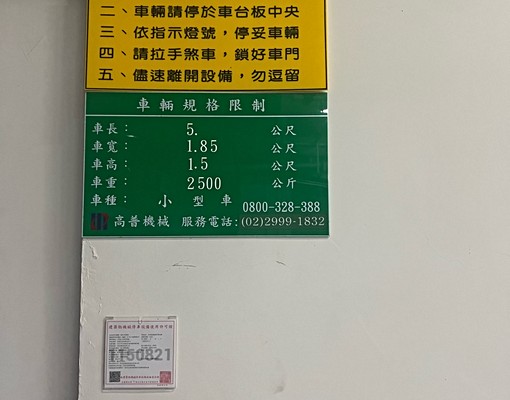 二、車輛請停於車台板中央
三、依指示燈號，停妥車輛
四、請拉手煞車，鎖好車門
五、儘速離開設備，勿逗留
車輛規格限制
車長： 5. 公尺
車寬： 1.85 公尺
車高： 1.5 公尺
車重： 2500 公斤
車種： 小型車 0800-328-388
高普機械 服務電話：(02)2999-1832
1150821